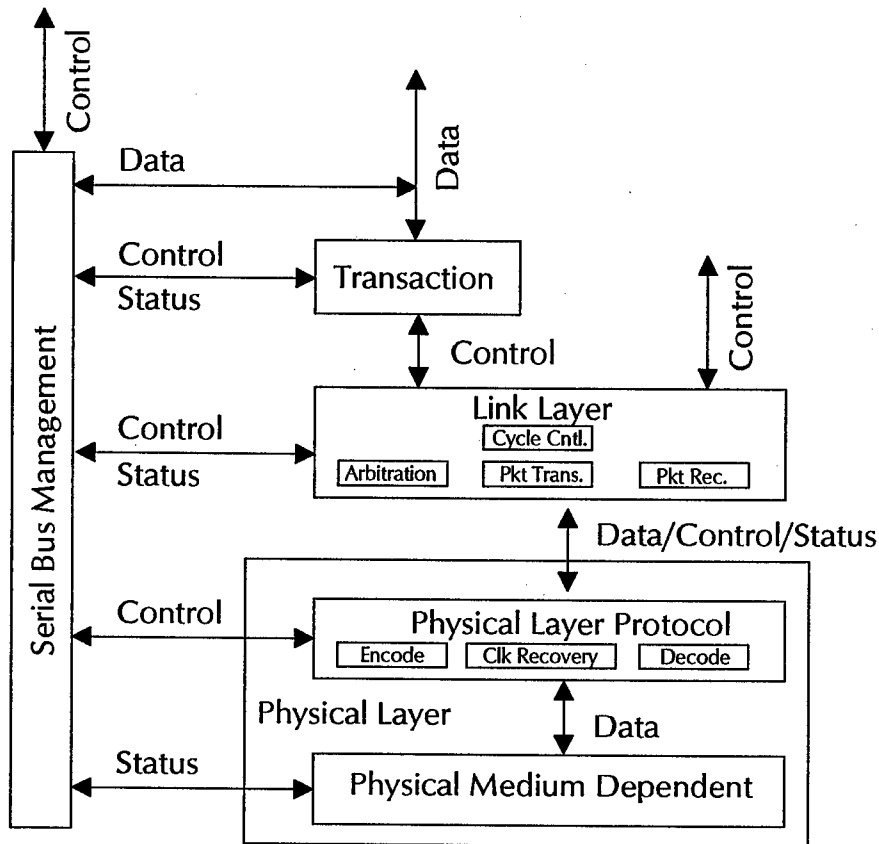 Control
Data
Data
Control
Status
Transaction
Control
Control
Serial Bus Management
Control
Status
Link Layer
Cycle Cntl.
Arbitration
Pkt Trans.
Pkt Rec.
Data/Control/Status
Control
Physical Layer Protocol
Encode
Clk Recovery
Decode
Physical Layer
Data
Status
Physical Medium Dependent